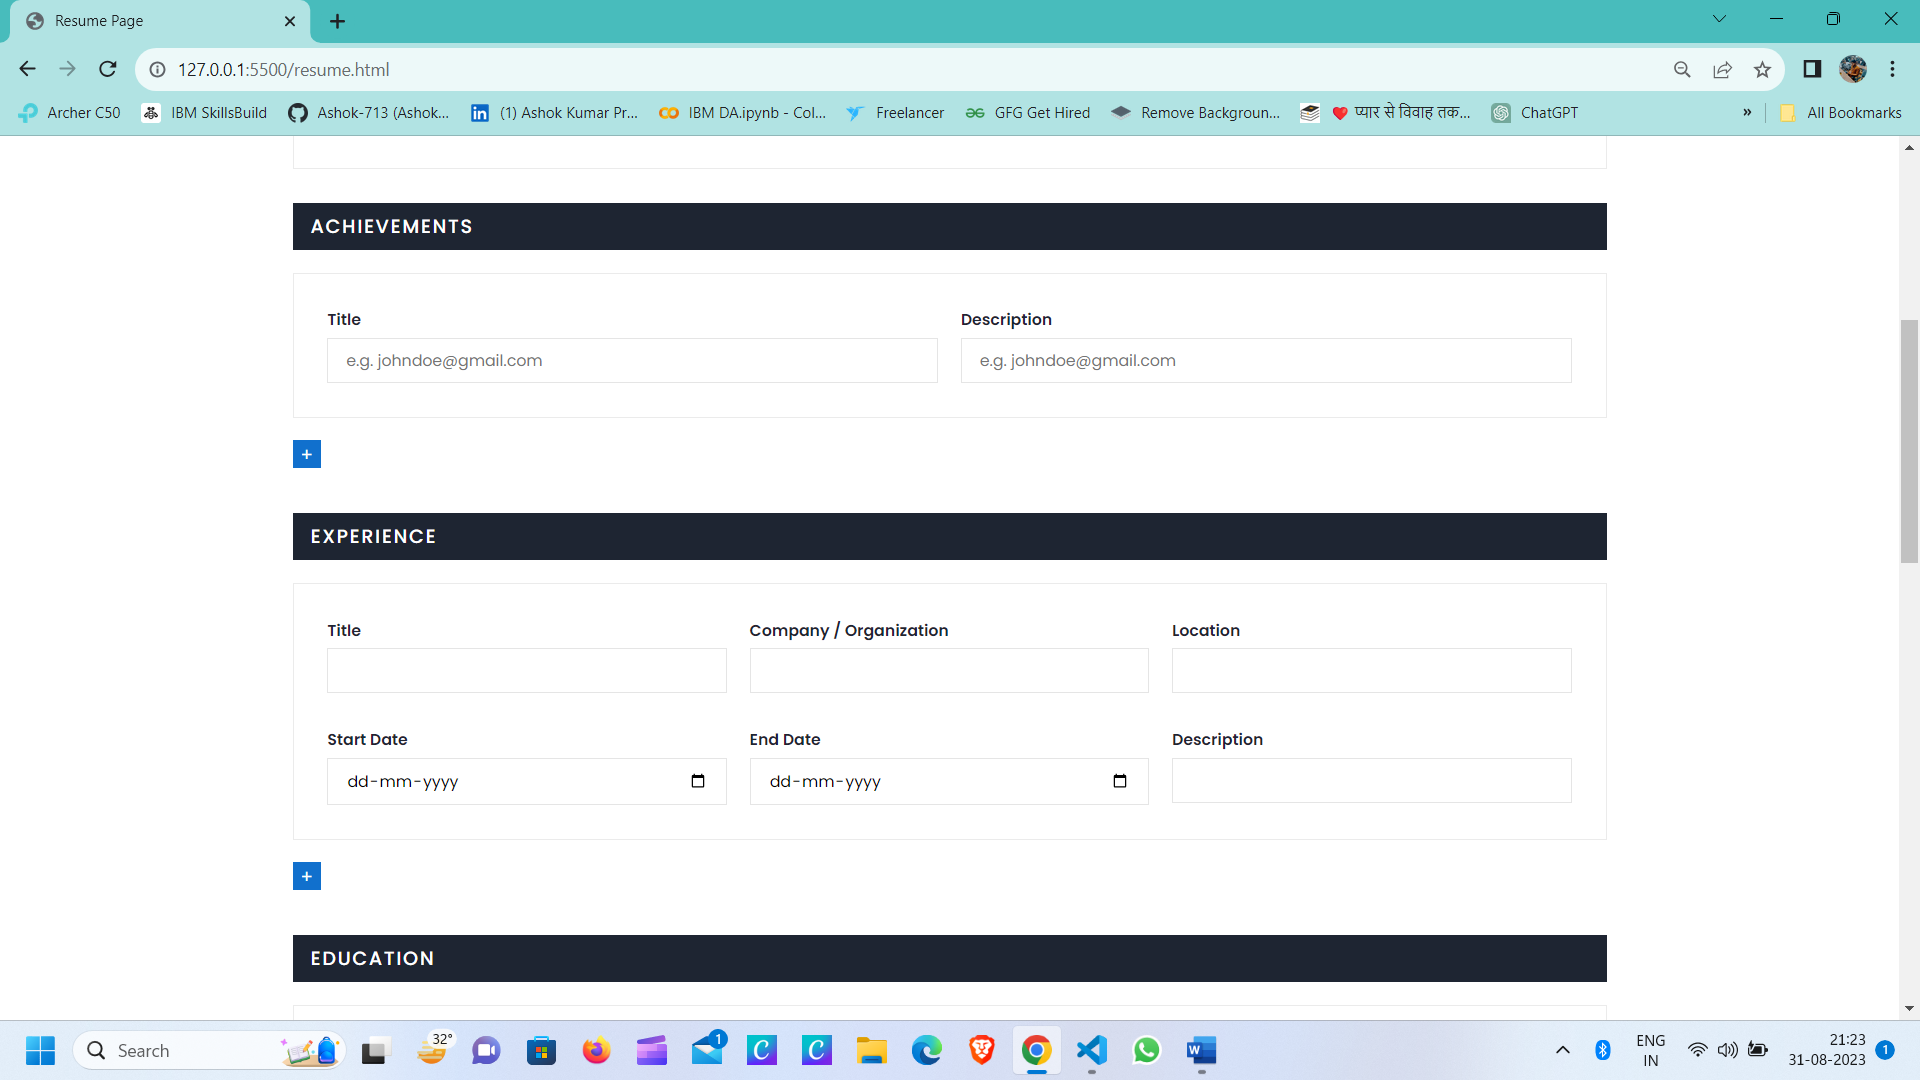 Resume Page
127.0.0.1:5500/resume.html
Archer C50
IBM SkillsBuild
Ashok-713 (Ashok...
(1) Ashok Kumar Pr...
IBM DA.ipynb - Col...
Freelancer
GFG Get Hired
Remove Backgroun...
प्यार से विवाह तक...
ChatGPT
»
All Bookmarks
ACHIEVEMENTS
Title
Description
e.g. johndoe@gmail.com
e.g. johndoe@gmail.com
+
EXPERIENCE
Title
Company / Organization
Location
Start Date
End Date
Description
dd-mm-yyyy
dd-mm-yyyy
+
EDUCATION
Search
32°
1
ENG
IN
21:23
31-08-2023
1